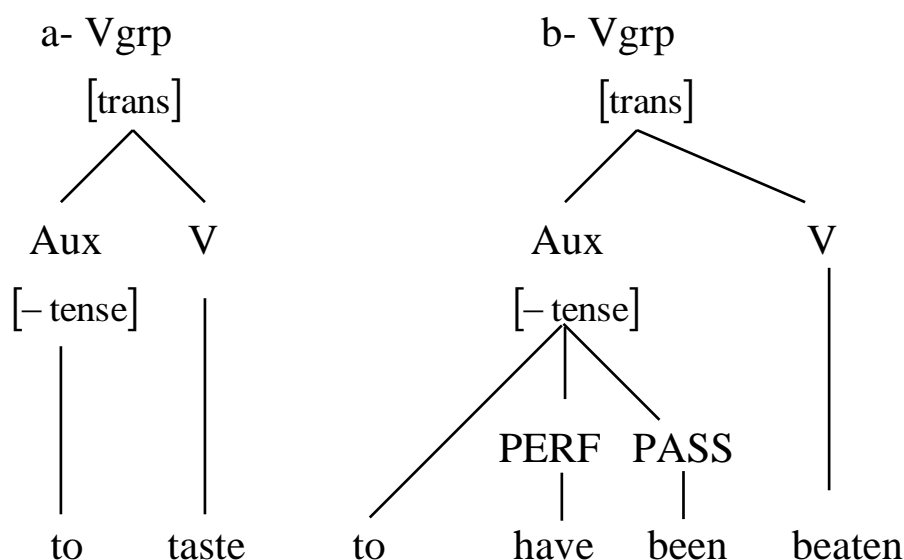 a- Vgrp b- Vgrp
[trans] [trans]
Aux V Aux V
[– tense] [– tense]
PERF PASS
to taste to have been beaten